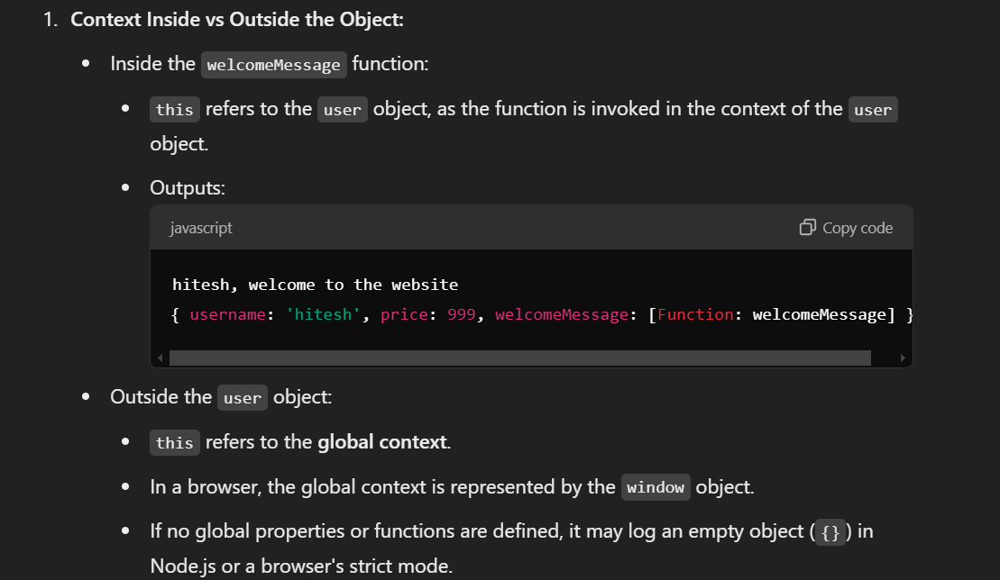 1. Context Inside vs Outside the Object:
• Inside the welcomeMessage function:
• this refers to the user object, as the function is invoked in the context of the user
object.
• Outputs:
javascript Copy code
hitesh, welcome to the website
{ username: 'hitesh', price: 999, welcomeMessage: [Function: welcomeMessage] }
• Outside the user object:
• this refers to the global context.
• In a browser, the global context is represented by the window object.
• If no global properties or functions are defined, it may log an empty object ({}) in
Node.js or a browser's strict mode.